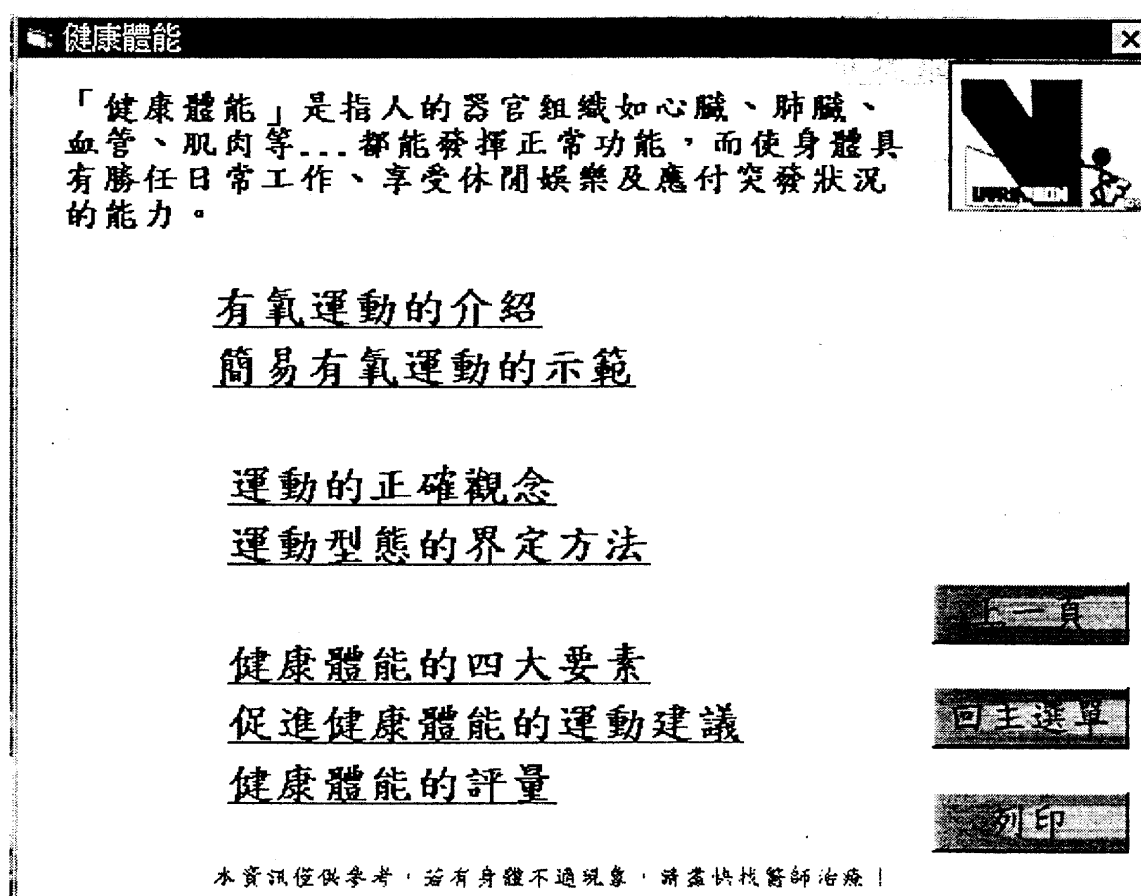 健康體能
「健康體能」是指人的器官組織如心臟、肺臟、
血管、肌肉等...都能發揮正常功能，而使身體具
有勝任日常工作、享受休閒娛樂及應付突發狀況
的能力。
有氧運動的介紹
簡易有氧運動的示範
運動的正確觀念
運動型態的界定方法
健康體能的四大要素
促進健康體能的運動建議
健康體能的評量
上一頁
回主選單
列印
本資訊僅供參考，若有身體不適現象，請盡快找醫師治療！